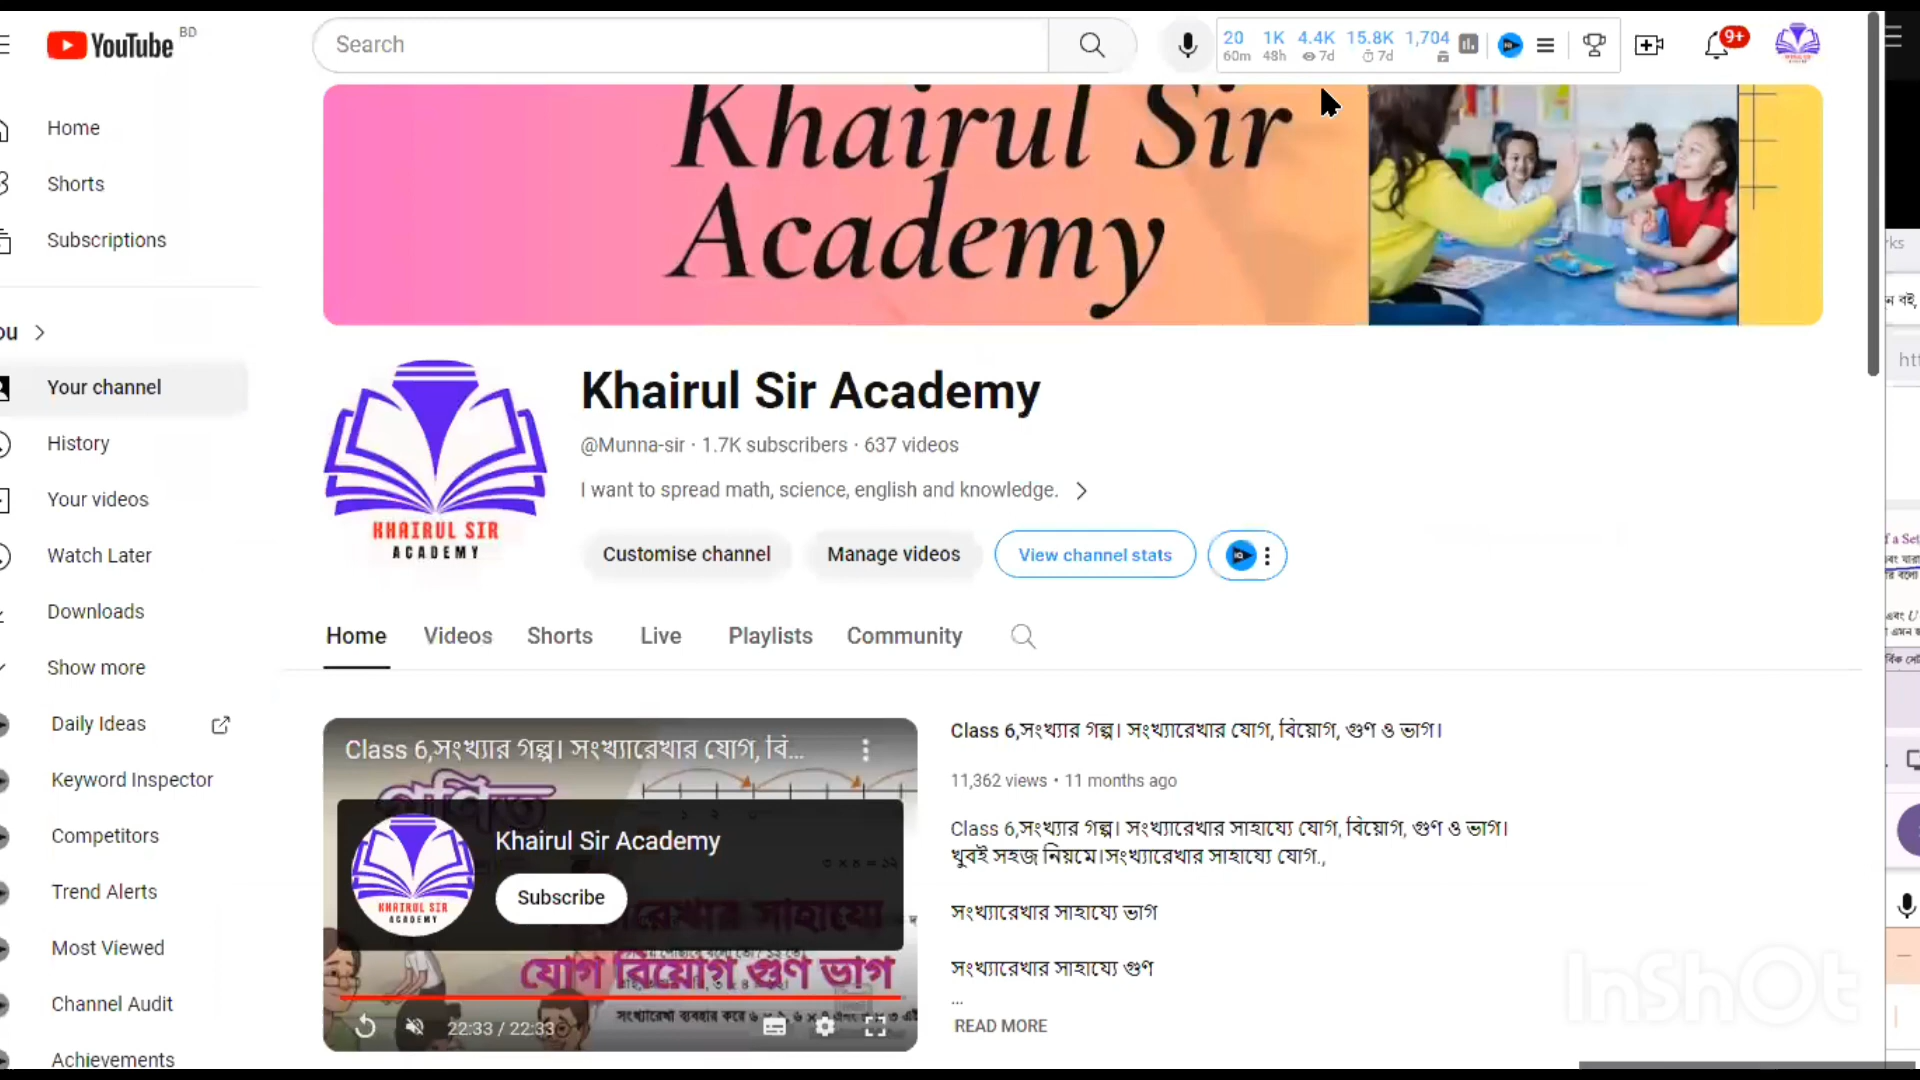 YouTube BD
Search
20 1K 4.4K 15.8K 1,704
60m 48h 7d 7d
9+
Home
Shorts
Subscriptions
Your channel
History
Your videos
Watch Later
Downloads
Show more
Daily Ideas
Keyword Inspector
Competitors
Trend Alerts
Most Viewed
Channel Audit
Achievements
Khairul Sir
Academy
KHAIRUL SIR
ACADEMY
Khairul Sir Academy
@Munna-sir · 1.7K subscribers · 637 videos
I want to spread math, science, english and knowledge.
Customise channel Manage videos View channel stats
Home Videos Shorts Live Playlists Community
Class 6,সংখ্যার গল্প। সংখ্যারেখার যোগ, বি...
গণিত
Khairul Sir Academy
Subscribe
KHAIRUL SIR
ACADEMY
যোগ বিয়োগ গুণ ভাগ
22:33 / 22:33
Class 6,সংখ্যার গল্প। সংখ্যারেখার যোগ, বিয়োগ, গুণ ও ভাগ।
11,362 views • 11 months ago
Class 6,সংখ্যার গল্প। সংখ্যারেখার সাহায্যে যোগ, বিয়োগ, গুণ ও ভাগ।
খুবই সহজ নিয়মে।সংখ্যারেখার সাহায্যে যোগ.,
সংখ্যারেখার সাহায্যে ভাগ
সংখ্যারেখার সাহায্যে গুণ
...
READ MORE
InShOt